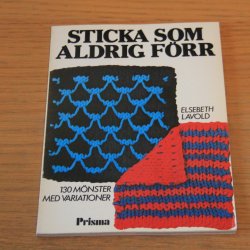 STICKA SOM
ALDRIG FÖRR
ELSEBETH
LAVOLD
130 MÖNSTER
MED VARIATIONER
Prisma